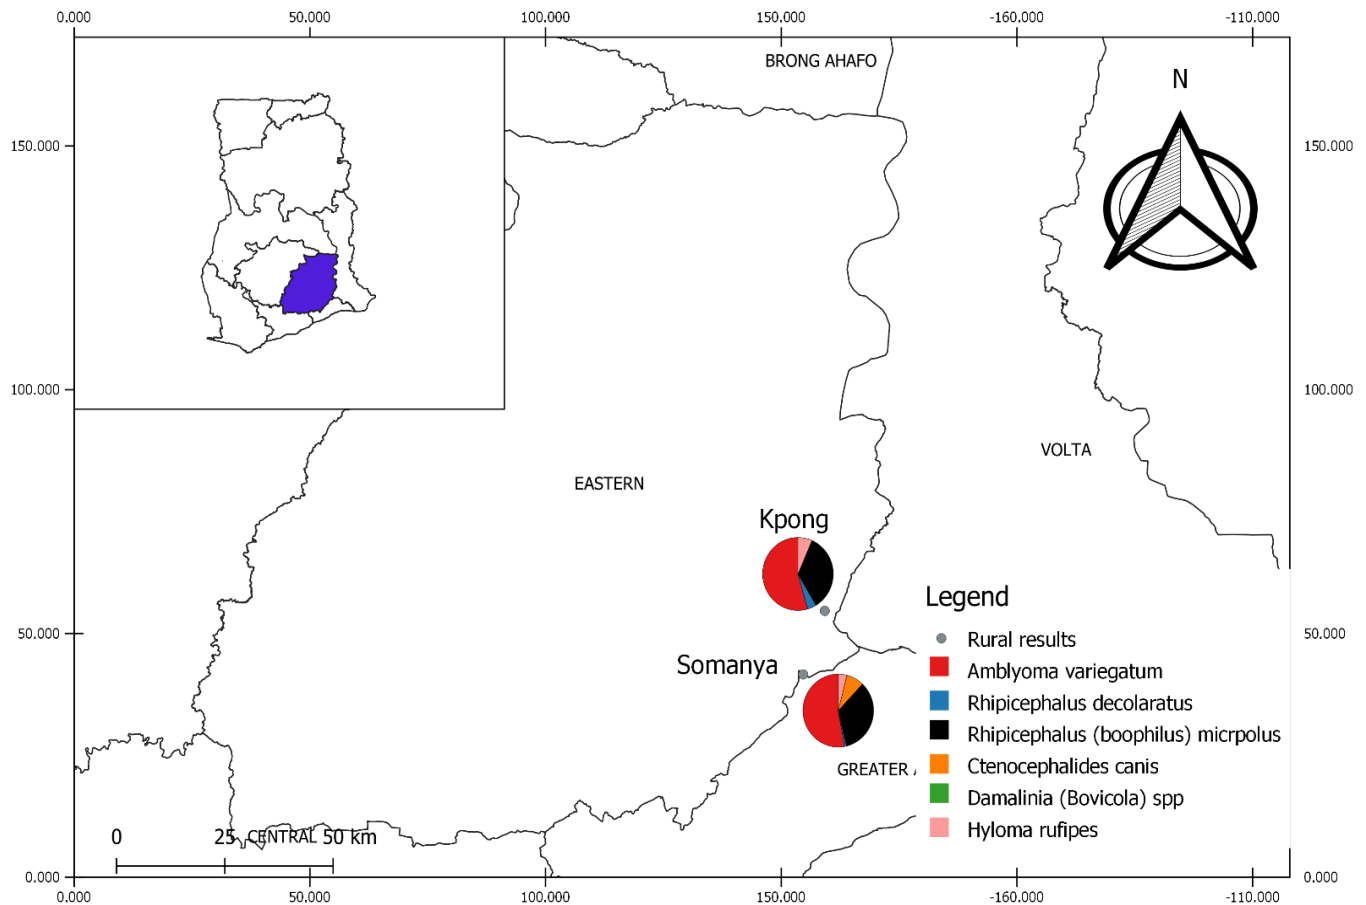 0.000 50.000 100.000 150.000 -160.000 -110.000
BRONG AHAFO
N
150.000 150.000
100.000 100.000
VOLTA
EASTERN
Kpong
Legend
50.000 50.000
Rural results
Somanya
Amblyoma variegatum
Rhipicephalus decolaratus
Rhipicephalus (boophilus) micrpolus
Ctenocephalides canis
GREATER
Damalinia (Bovicola) spp
Hyloma rufipes
0 25 CENTRAL 50 km
0.000 0.000
0.000 50.000 100.000 150.000 -160.000 -110.000